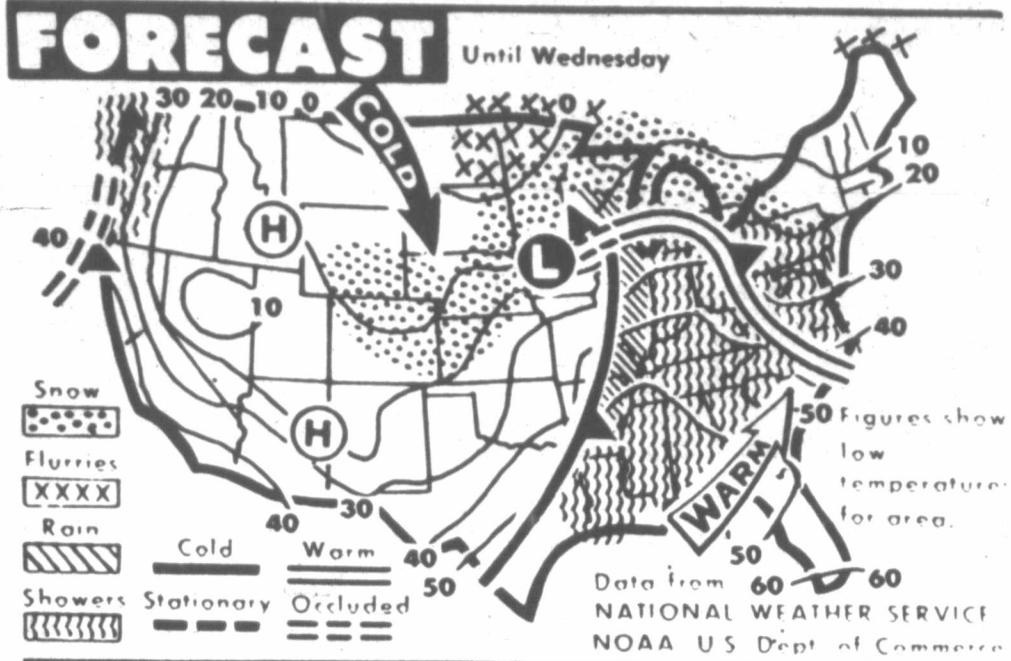 FORECAST
Until Wednesday
30 20 10 0
COLD
0
10
20
H
40
L
10
30
40
H
50
Figures show
low
temperatures
for area.
WARM
40
30
40
50
50
60
60
Snow
Flurries
XXXX
Rain
Showers
Cold
Warm
Stationary
Occluded
Data from
NATIONAL WEATHER SERVICE
NOAA U S Dept of Commerce